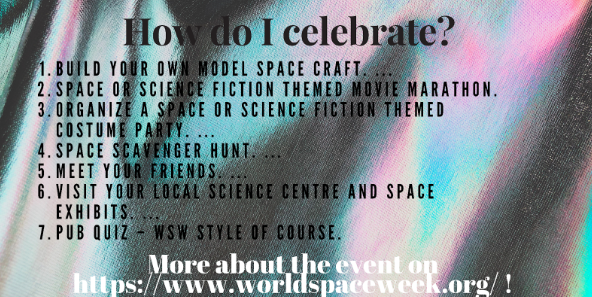 How do I celebrate?
1. BUILD YOUR OWN MODEL SPACE CRAFT. ...
2. SPACE OR SCIENCE FICTION THEMED MOVIE MARATHON.
3. ORGANIZE A SPACE OR SCIENCE FICTION THEMED
COSTUME PARTY. ...
4. SPACE SCAVENGER HUNT. ...
5. MEET YOUR FRIENDS. ...
6. VISIT YOUR LOCAL SCIENCE CENTRE AND SPACE
EXHIBITS. ...
7. PUB QUIZ – WSW STYLE OF COURSE.
More about the event on
https://www.worldspaceweek.org/ !